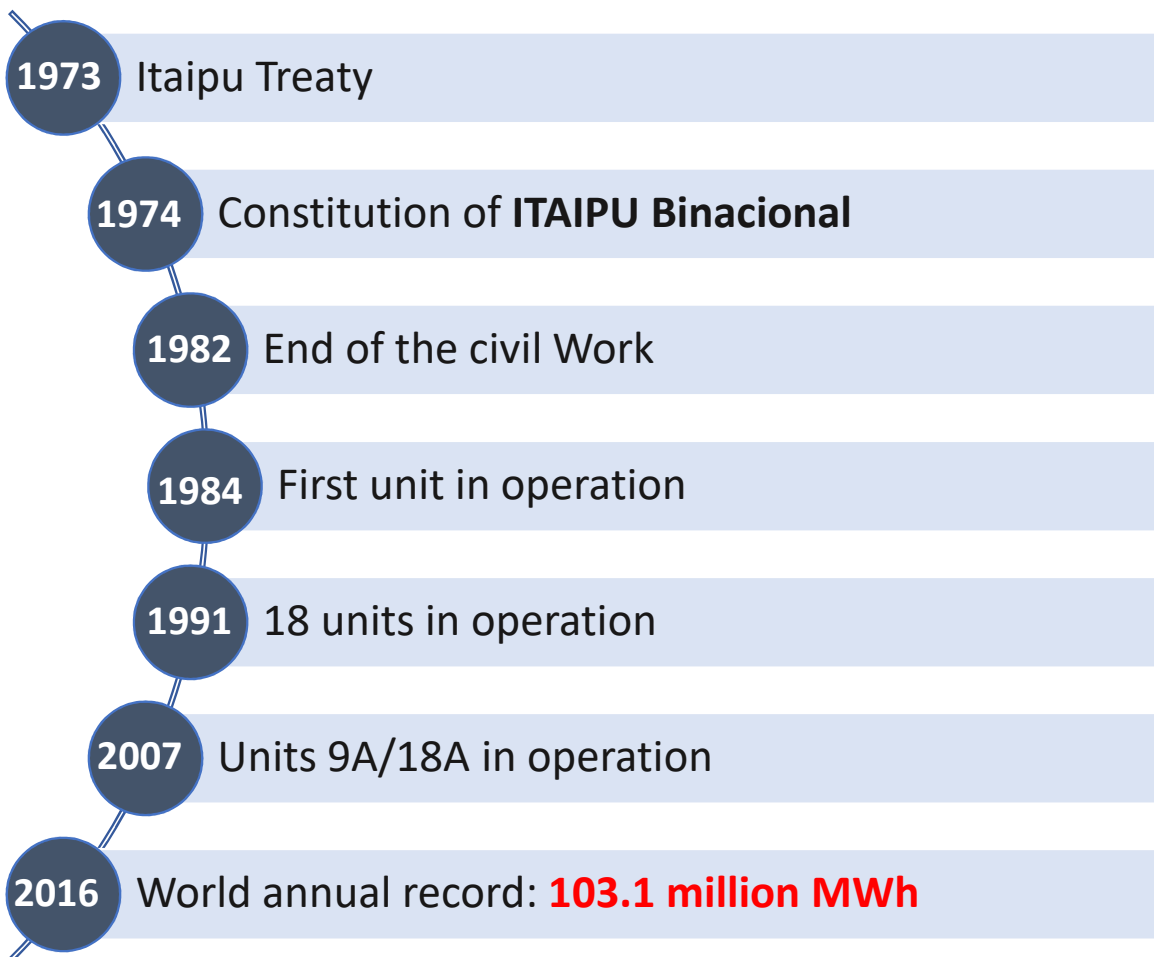 1973 Itaipu Treaty
1974 Constitution of ITAIPU Binacional
1982 End of the civil Work
1984 First unit in operation
1991 18 units in operation
2007 Units 9A/18A in operation
2016 World annual record: 103.1 million MWh